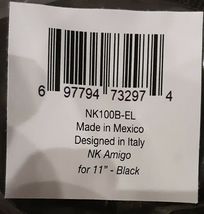 6 97794 73297 4
NK100B-EL
Made in Mexico
Designed in Italy
NK Amigo
for 11" - Black